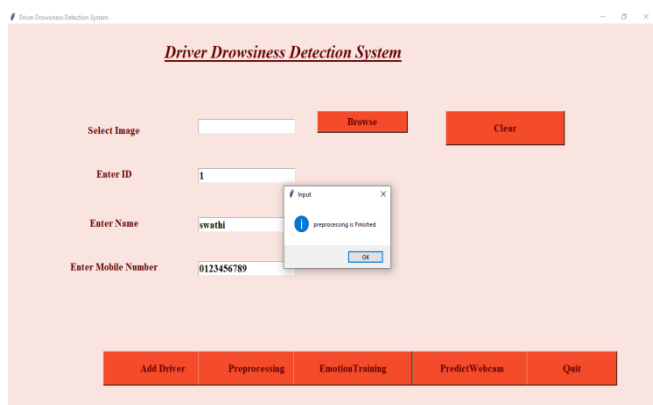 Driver Drowsiness Detection System
Driver Drowsiness Detection System
Select Image
Browse
Clear
Enter ID
1
Input
preprocessing is Finished
OK
Enter Name
swathi
Enter Mobile Number
0123456789
Add Driver
Preprocessing
EmotionTraining
PredictWebcam
Quit